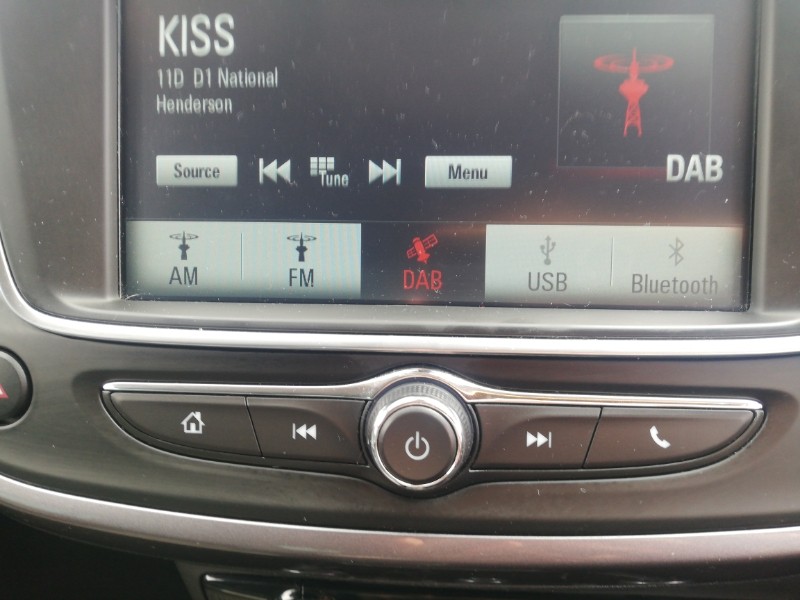 KISS
11D D1 National
Henderson
Source Tune Menu
DAB
AM FM DAB USB Bluetooth